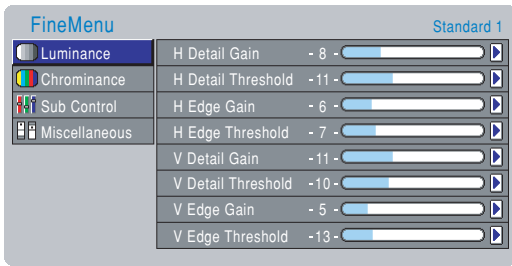 FineMenu
Standard 1
Luminance
Chrominance
Sub Control
Miscellaneous
H Detail Gain - 8 -
H Detail Threshold -11-
H Edge Gain - 6 -
H Edge Threshold - 7 -
V Detail Gain -11-
V Detail Threshold -10-
V Edge Gain - 5 -
V Edge Threshold -13-